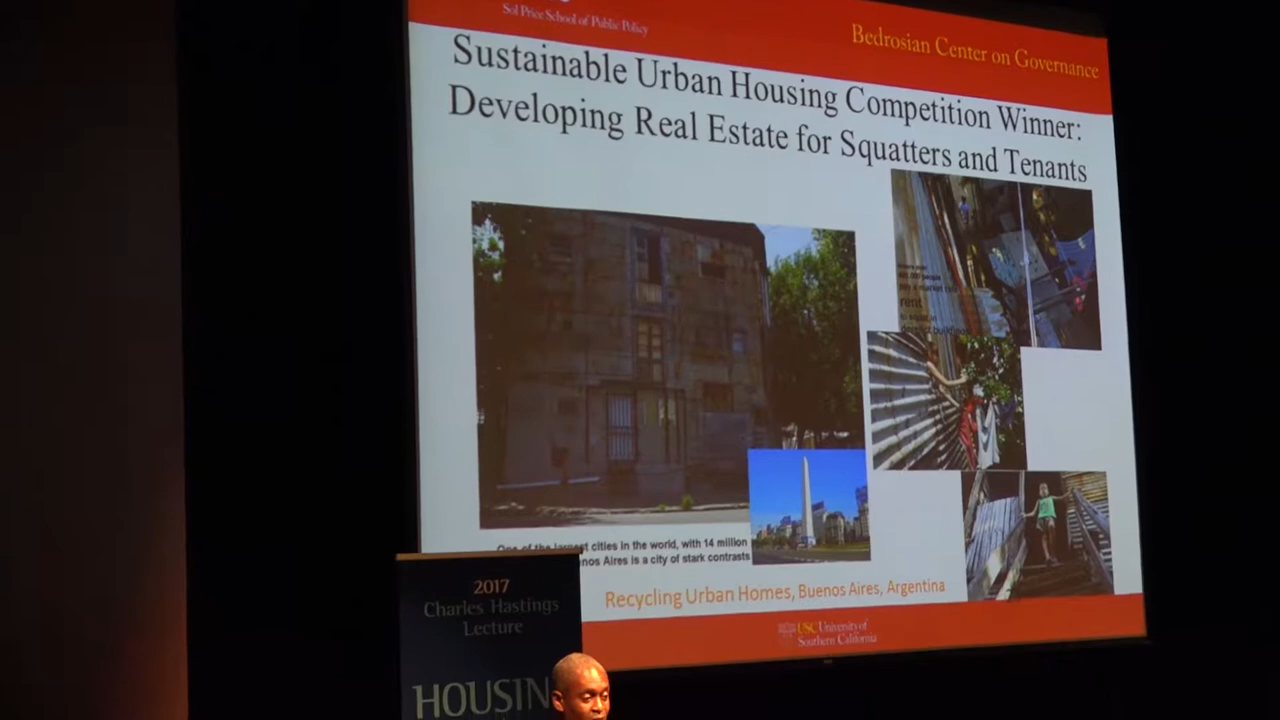 Sol Price School of Public Policy
Bedrosian Center on Governance
Sustainable Urban Housing Competition Winner:
Developing Real Estate for Squatters and Tenants
pay a market
rent
One of the largest cities in the world, with 14 million
nos Aires is a city of stark contrasts
Recycling Urban Homes, Buenos Aires, Argentina
USC University of
Southern California
2017
Charles Hastings
Lecture
HOUSIN